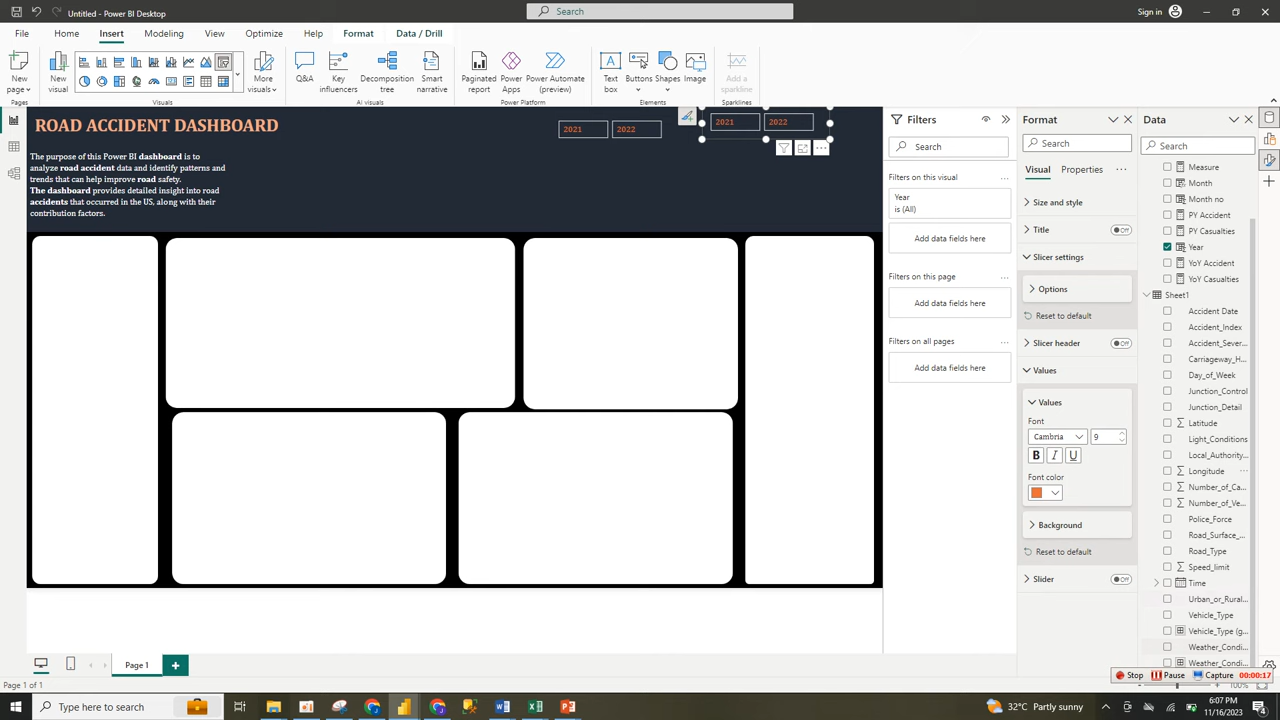 Untitled - Power BI Desktop
Search
Sign in
File
Home
Insert
Modeling
View
Optimize
Help
Format
Data / Drill
New page
New visual
More visuals
Q&A
Key influencers
Decomposition tree
Smart narrative
Paginated report
Power Apps
Power Automate (preview)
Text box
Buttons
Shapes
Image
Add a sparkline
Pages
Visuals
AI visuals
Power Platform
Elements
Sparklines
ROAD ACCIDENT DASHBOARD
The purpose of this Power BI dashboard is to
analyze road accident data and identify patterns and
trends that can help improve road safety.
The dashboard provides detailed insight into road
accidents that occurred in the US, along with their
contribution factors.
2021
2022
2021
2022
Filters
Search
Filters on this visual
Year
is (All)
Add data fields here
Filters on this page
Add data fields here
Filters on all pages
Add data fields here
Format
Search
Visual
Properties
Size and style
Title
Off
Slicer settings
Options
Reset to default
Slicer header
Off
Values
Values
Font
Cambria
9
B
I
U
Font color
Background
Reset to default
Slider
Off
Data
Search
Measure
Month
Month no
PY Accident
PY Casualties
Year
YoY Accident
YoY Casualties
Sheet1
Accident Date
Accident_Index
Accident_Sever...
Carriageway_H...
Day_of_Week
Junction_Control
Junction_Detail
Latitude
Light_Conditions
Local_Authority...
Longitude
Number_of_Ca...
Number_of_Ve...
Police_Force
Road_Surface_...
Road_Type
Speed_limit
Time
Urban_or_Rural...
Vehicle_Type
Vehicle_Type (g...
Weather_Condi...
Weather_Condi...
Page 1
Page 1 of 1
Stop
Pause
Capture
00:00:17
100%
Type here to search
32°C Partly sunny
6:07 PM
11/16/2023